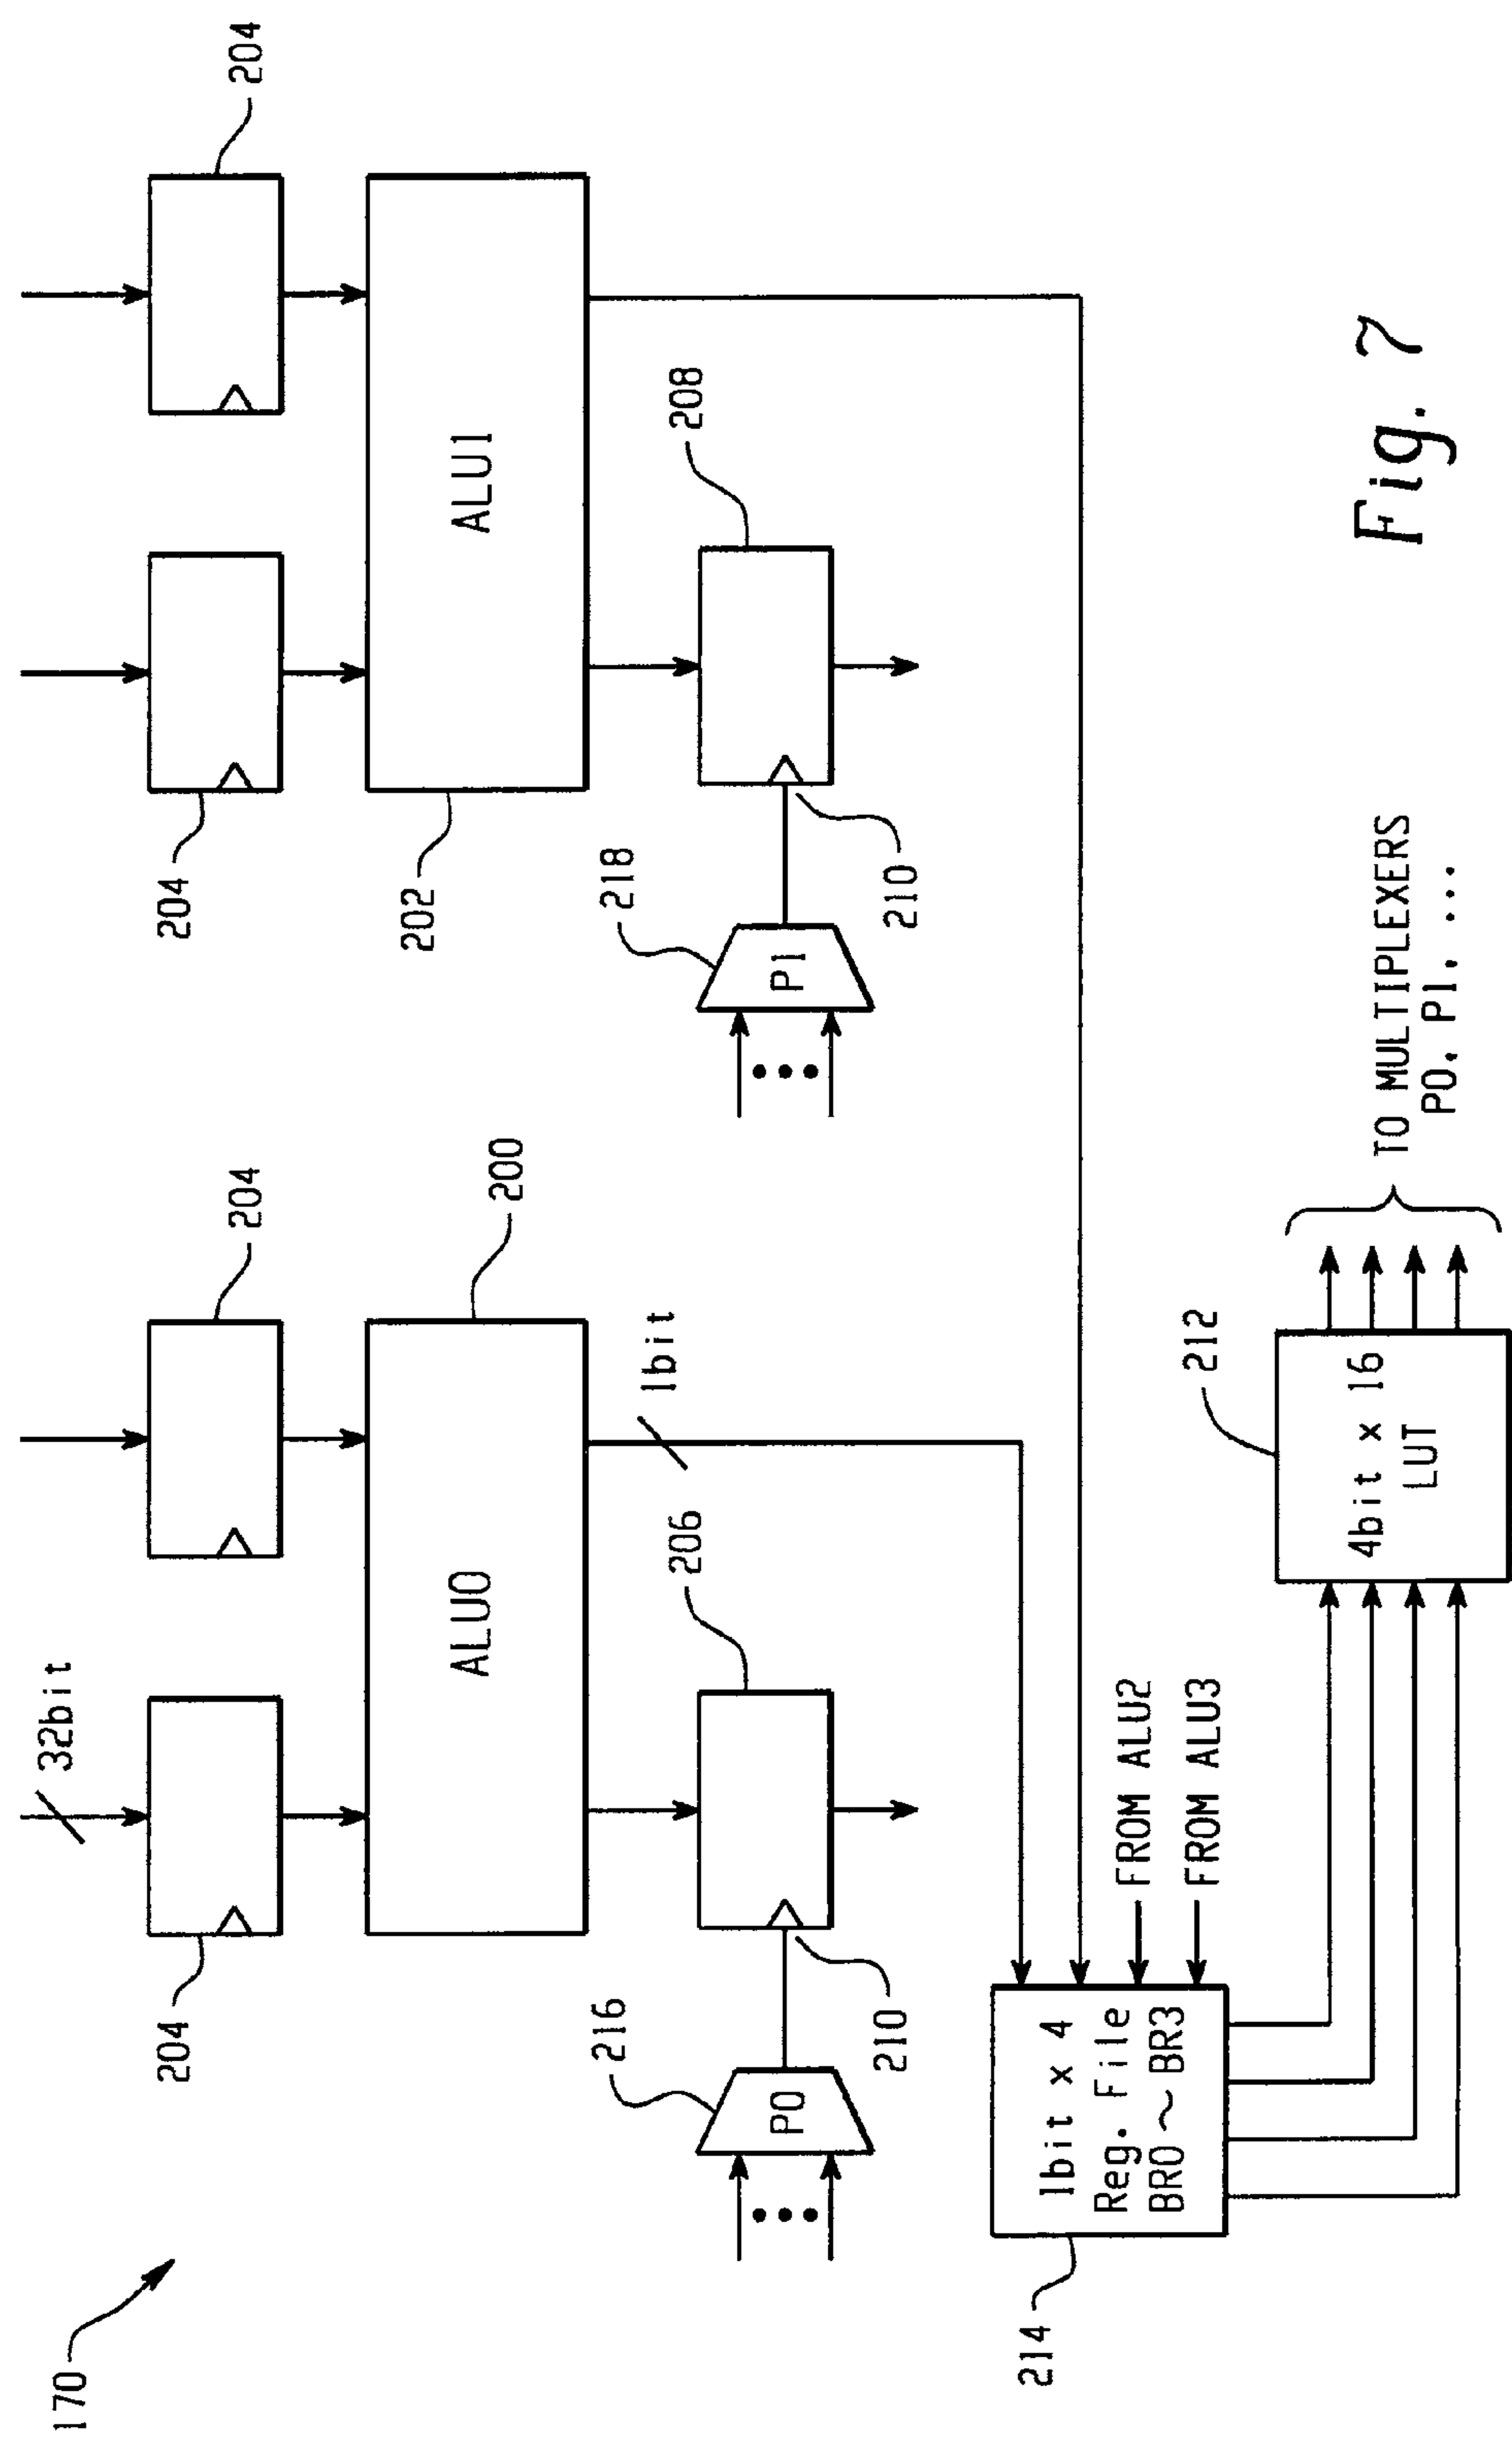 170
32bit
204
204
204
204
ALU0
200
ALU1
202
1bit
216
P0
206
210
218
P1
208
210
214
1bit x 4
Reg. File
BR0 ~ BR3
FROM ALU2
FROM ALU3
212
4bit x 16
LUT
TO MULTIPLEXERS
P0, P1, ...
Fig. 7